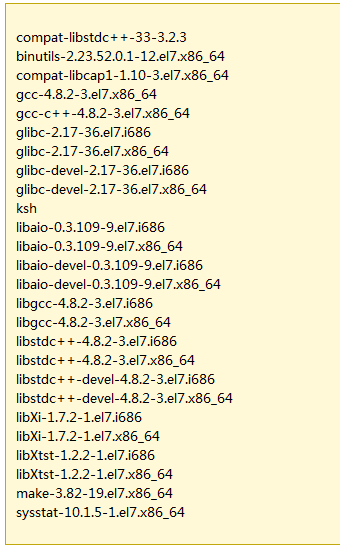 compat-libstdc++-33-3.2.3
binutils-2.23.52.0.1-12.el7.x86_64
compat-libcap1-1.10-3.el7.x86_64
gcc-4.8.2-3.el7.x86_64
gcc-c++-4.8.2-3.el7.x86_64
glibc-2.17-36.el7.i686
glibc-2.17-36.el7.x86_64
glibc-devel-2.17-36.el7.i686
glibc-devel-2.17-36.el7.x86_64
ksh
libaio-0.3.109-9.el7.i686
libaio-0.3.109-9.el7.x86_64
libaio-devel-0.3.109-9.el7.i686
libaio-devel-0.3.109-9.el7.x86_64
libgcc-4.8.2-3.el7.i686
libgcc-4.8.2-3.el7.x86_64
libstdc++-4.8.2-3.el7.i686
libstdc++-4.8.2-3.el7.x86_64
libstdc++-devel-4.8.2-3.el7.i686
libstdc++-devel-4.8.2-3.el7.x86_64
libXi-1.7.2-1.el7.i686
libXi-1.7.2-1.el7.x86_64
libXtst-1.2.2-1.el7.i686
libXtst-1.2.2-1.el7.x86_64
make-3.82-19.el7.x86_64
sysstat-10.1.5-1.el7.x86_64